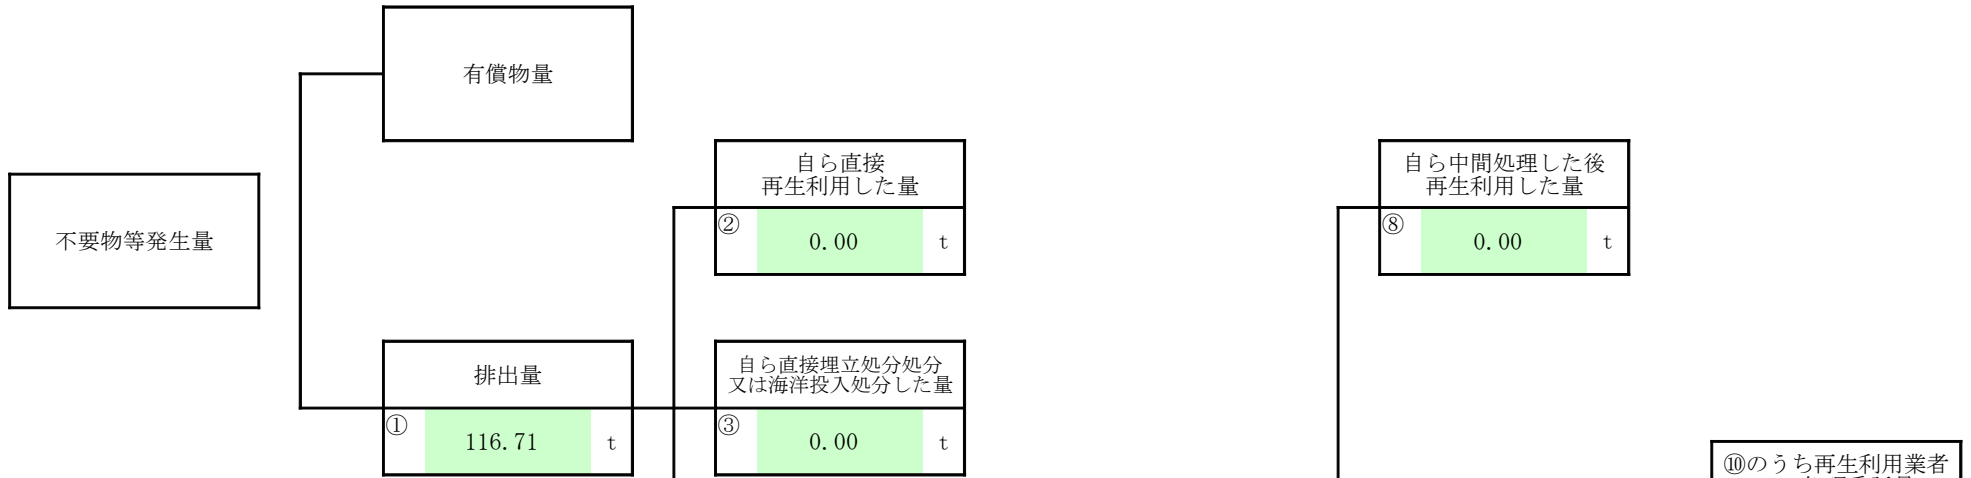 有償物量
自ら直接
再生利用した量
自ら中間処理した後
再生利用した量
不要物等発生量
② 0.00 t
⑧ 0.00 t
排出量
自ら直接埋立処分処分
又は海洋投入処分した量
① 116.71 t
③ 0.00 t
⑩のうち再生利用業者